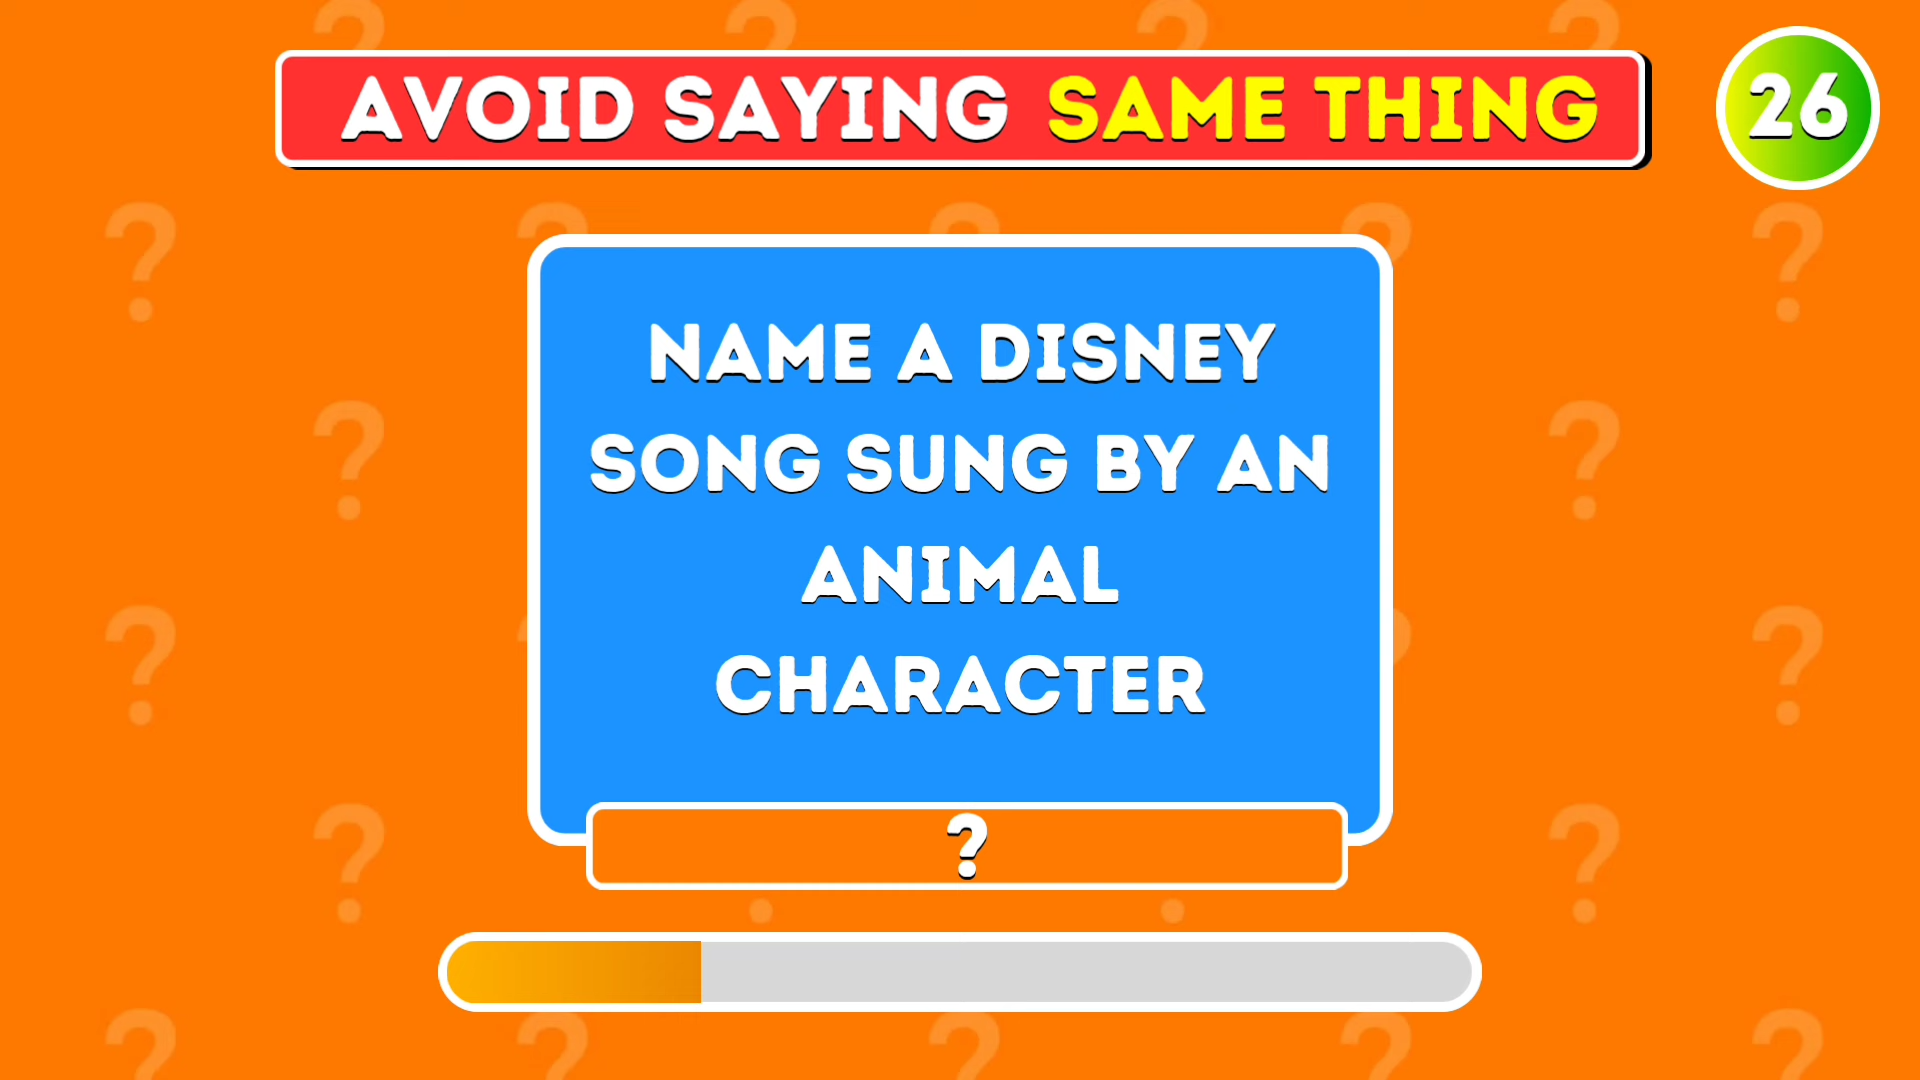 AVOID SAYING SAME THING
26
NAME A DISNEY
SONG SUNG BY AN
ANIMAL
CHARACTER
?